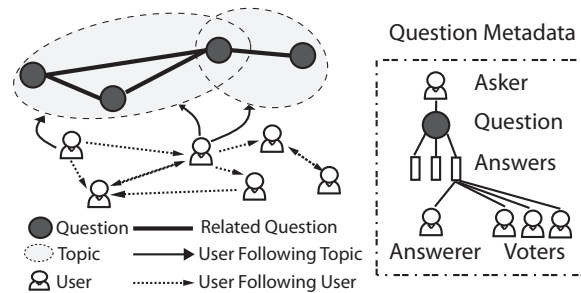 Question Metadata
Asker
Question
Answers
Answerer Voters
Question Related Question
Topic User Following Topic
User User Following User